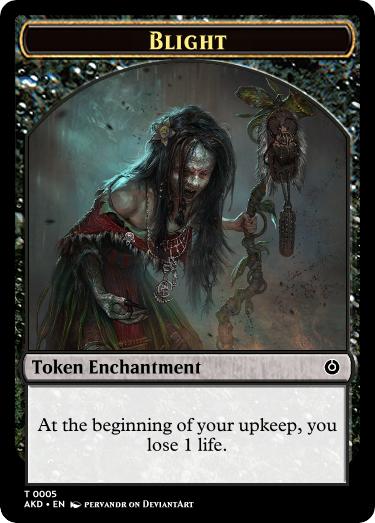 Blight
Token Enchantment
At the beginning of your upkeep, you
lose 1 life.
T 0005
AKD • EN pervandr on DeviantArt